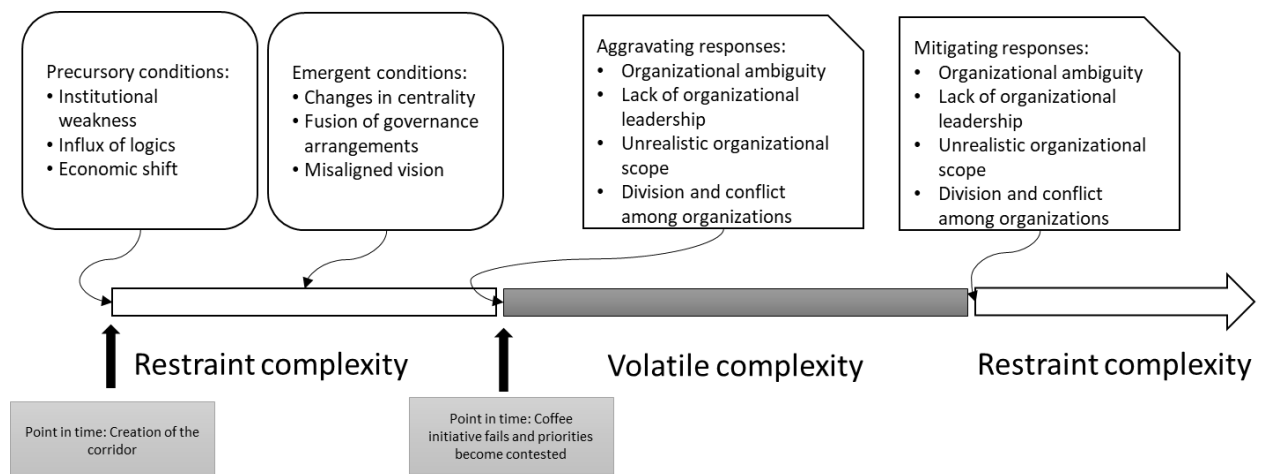 Precursory conditions:
• Institutional
weakness
• Influx of logics
• Economic shift
Emergent conditions:
• Changes in centrality
• Fusion of governance
arrangements
• Misaligned vision
Aggravating responses:
• Organizational ambiguity
• Lack of organizational
leadership
• Unrealistic organizational
scope
• Division and conflict
among organizations
Mitigating responses:
• Organizational ambiguity
• Lack of organizational
leadership
• Unrealistic organizational
scope
• Division and conflict
among organizations
Restraint complexity
Volatile complexity
Restraint complexity
Point in time: Creation of the
corridor
Point in time: Coffee
initiative fails and priorities
become contested